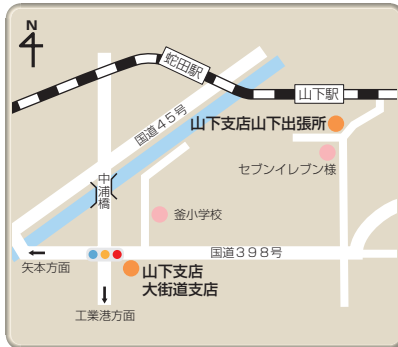 N
蛇田駅
山下駅
国道45号
山下支店山下出張所
セブンイレブン様
中浦橋
釜小学校
国道398号
矢本方面
山下支店
大街道支店
工業港方面